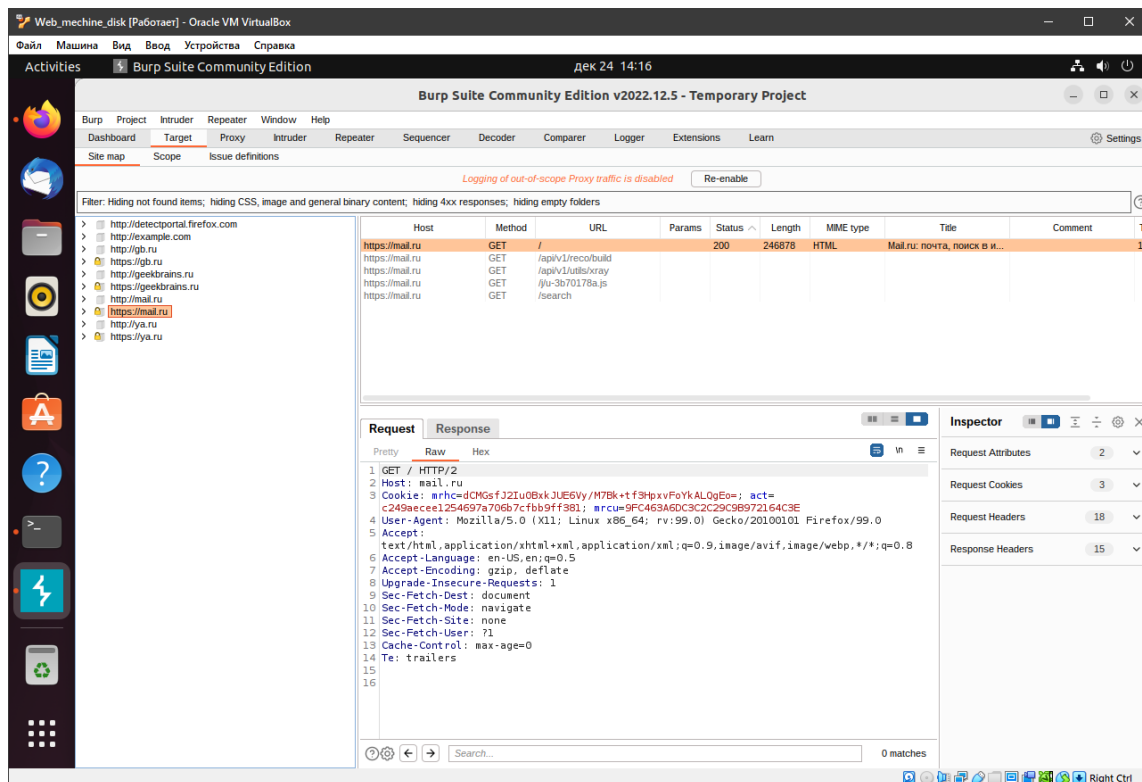 Web_mechine_disk [Работает] - Oracle VM VirtualBox
Файл Машина Вид Ввод Устройства Справка
Activities Burp Suite Community Edition дек 24 14:16
Burp Suite Community Edition v2022.12.5 - Temporary Project
Burp Project Intruder Repeater Window Help
Dashboard Target Proxy Intruder Repeater Sequencer Decoder Comparer Logger Extensions Learn Settings
Site map Scope Issue definitions
Logging of out-of-scope Proxy traffic is disabled Re-enable
Filter: Hiding not found items; hiding CSS, image and general binary content; hiding 4xx responses; hiding empty folders
http://detectportal.firefox.com
http://example.com
http://gb.ru
https://gb.ru
http://geekbrains.ru
https://geekbrains.ru
http://mail.ru
https://mail.ru
http://ya.ru
https://ya.ru
Host Method URL Params Status Length MIME type Title Comment T
https://mail.ru GET / 200 246878 HTML Mail.ru: почта, поиск в и... 1
https://mail.ru GET /api/v1/reco/build
https://mail.ru GET /api/v1/utils/xray
https://mail.ru GET /j/u-3b70178a.js
https://mail.ru GET /search
Request Response
Pretty Raw Hex \n
1 GET / HTTP/2
2 Host: mail.ru
3 Cookie: mrhc=dCMGsfJ2Iu0BxkJUE6Vy/M7Bk+tf3HpxvFoYkALQgEo=; act=
c249aecee1254697a706b7cfbb9ff381; mrcu=9FC463A6DC3C2C29C9B972164C3E
4 User-Agent: Mozilla/5.0 (X11; Linux x86_64; rv:99.0) Gecko/20100101 Firefox/99.0
5 Accept:
text/html,application/xhtml+xml,application/xml;q=0.9,image/avif,image/webp,*/*;q=0.8
6 Accept-Language: en-US,en;q=0.5
7 Accept-Encoding: gzip, deflate
8 Upgrade-Insecure-Requests: 1
9 Sec-Fetch-Dest: document
10 Sec-Fetch-Mode: navigate
11 Sec-Fetch-Site: none
12 Sec-Fetch-User: ?1
13 Cache-Control: max-age=0
14 Te: trailers
15
16
Search... 0 matches
Inspector
Request Attributes 2
Request Cookies 3
Request Headers 18
Response Headers 15
Right Ctrl